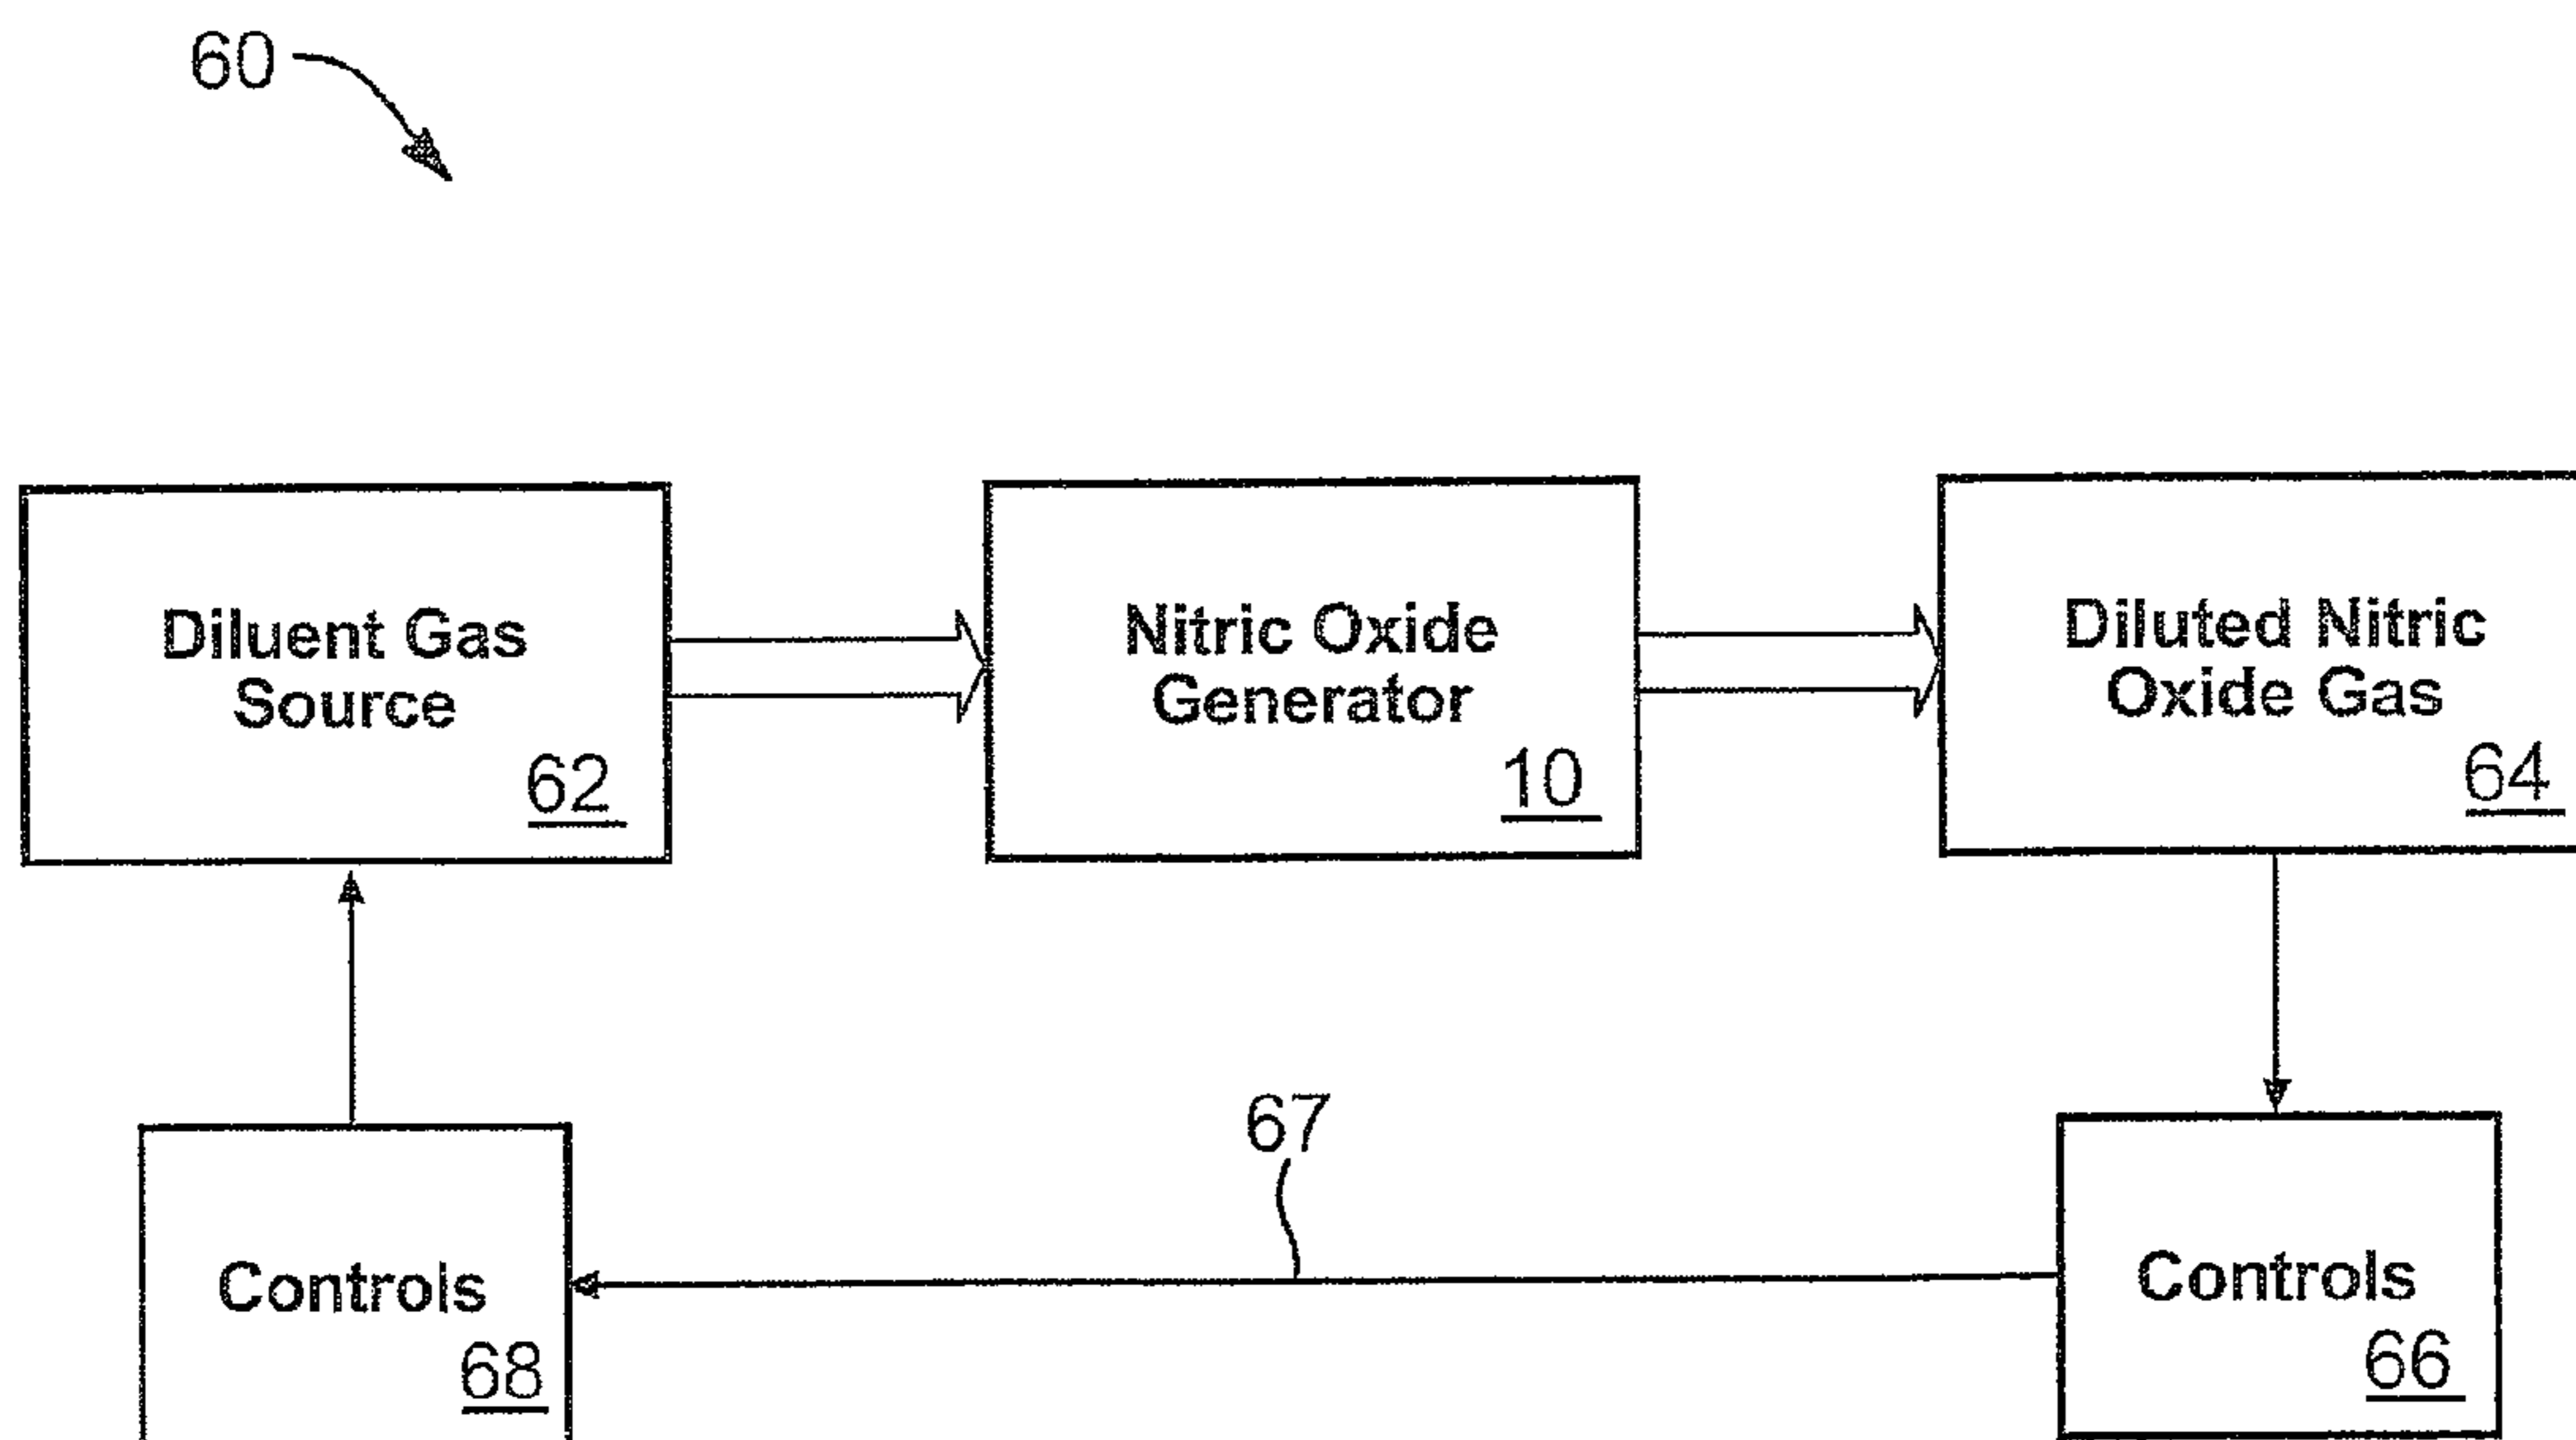 60
Diluent Gas
Source
62
Nitric Oxide
Generator
10
Diluted Nitric
Oxide Gas
64
67
Controls
68
Controls
66